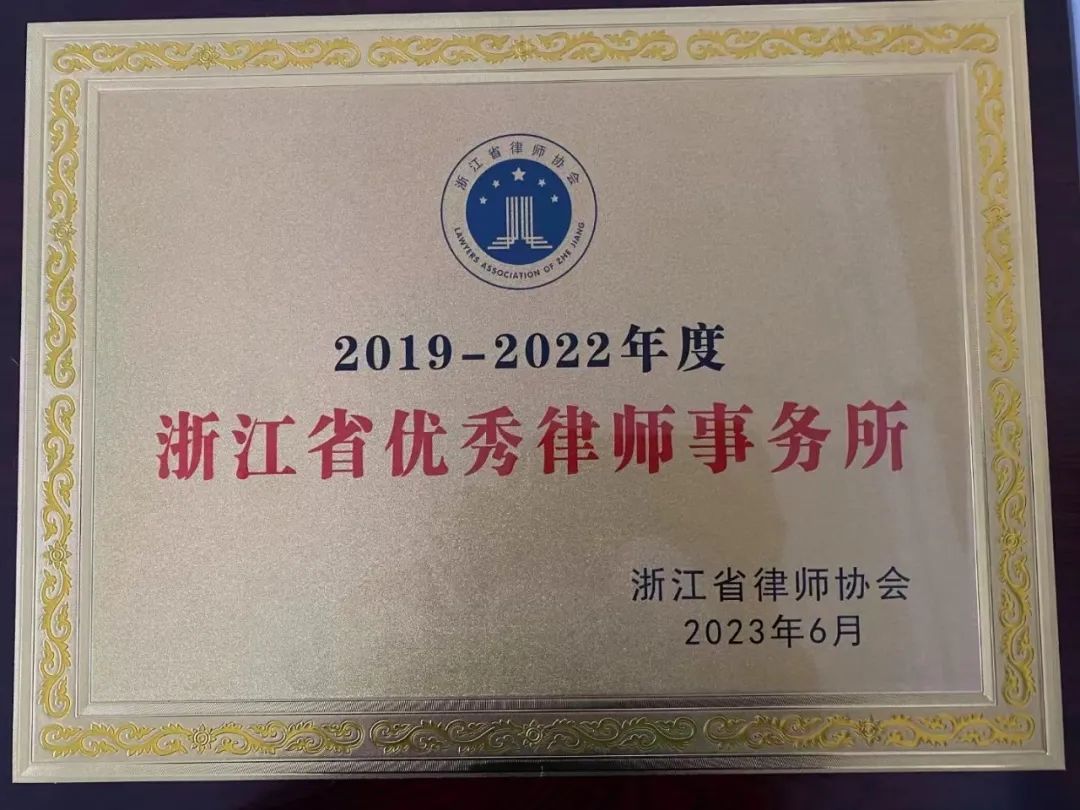 浙江省律师协会
LAWYERS ASSOCIATION OF ZHE JIANG
2019-2022年度
浙江省优秀律师事务所
浙江省律师协会
2023年6月